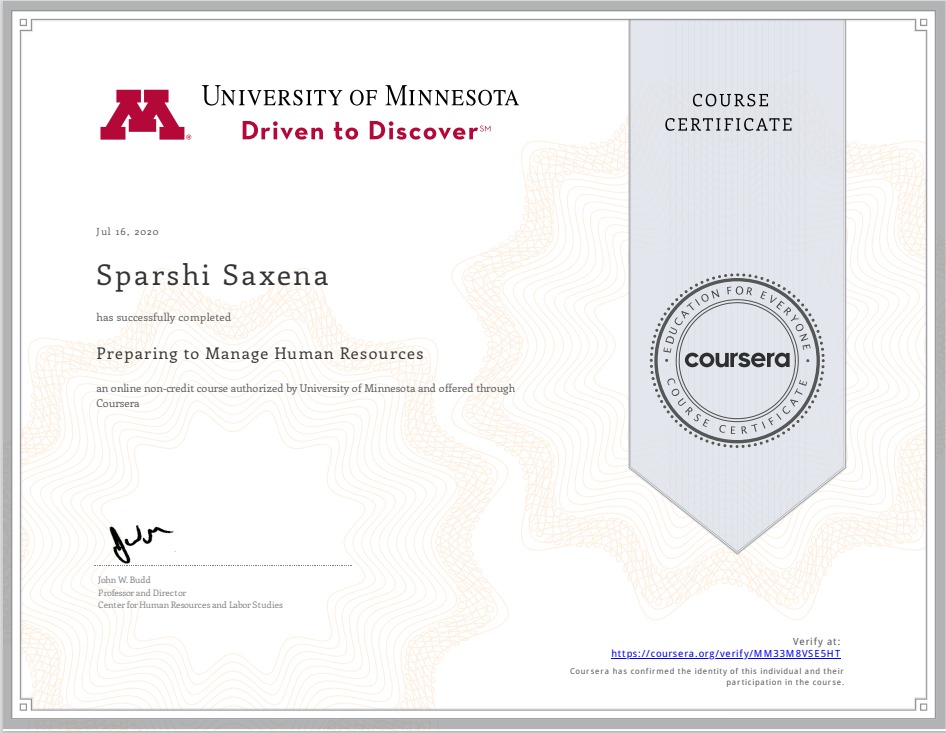 UNIVERSITY OF MINNESOTA
Driven to Discover℠
COURSE
CERTIFICATE
Jul 16, 2020
Sparshi Saxena
has successfully completed
Preparing to Manage Human Resources
an online non-credit course authorized by University of Minnesota and offered through
Coursera
EDUCATION FOR EVERYONE
coursera
COURSE CERTIFICATE
John W. Budd
Professor and Director
Center for Human Resources and Labor Studies
Verify at:
https://coursera.org/verify/MM33M8VSE5HT
Coursera has confirmed the identity of this individual and their
participation in the course.